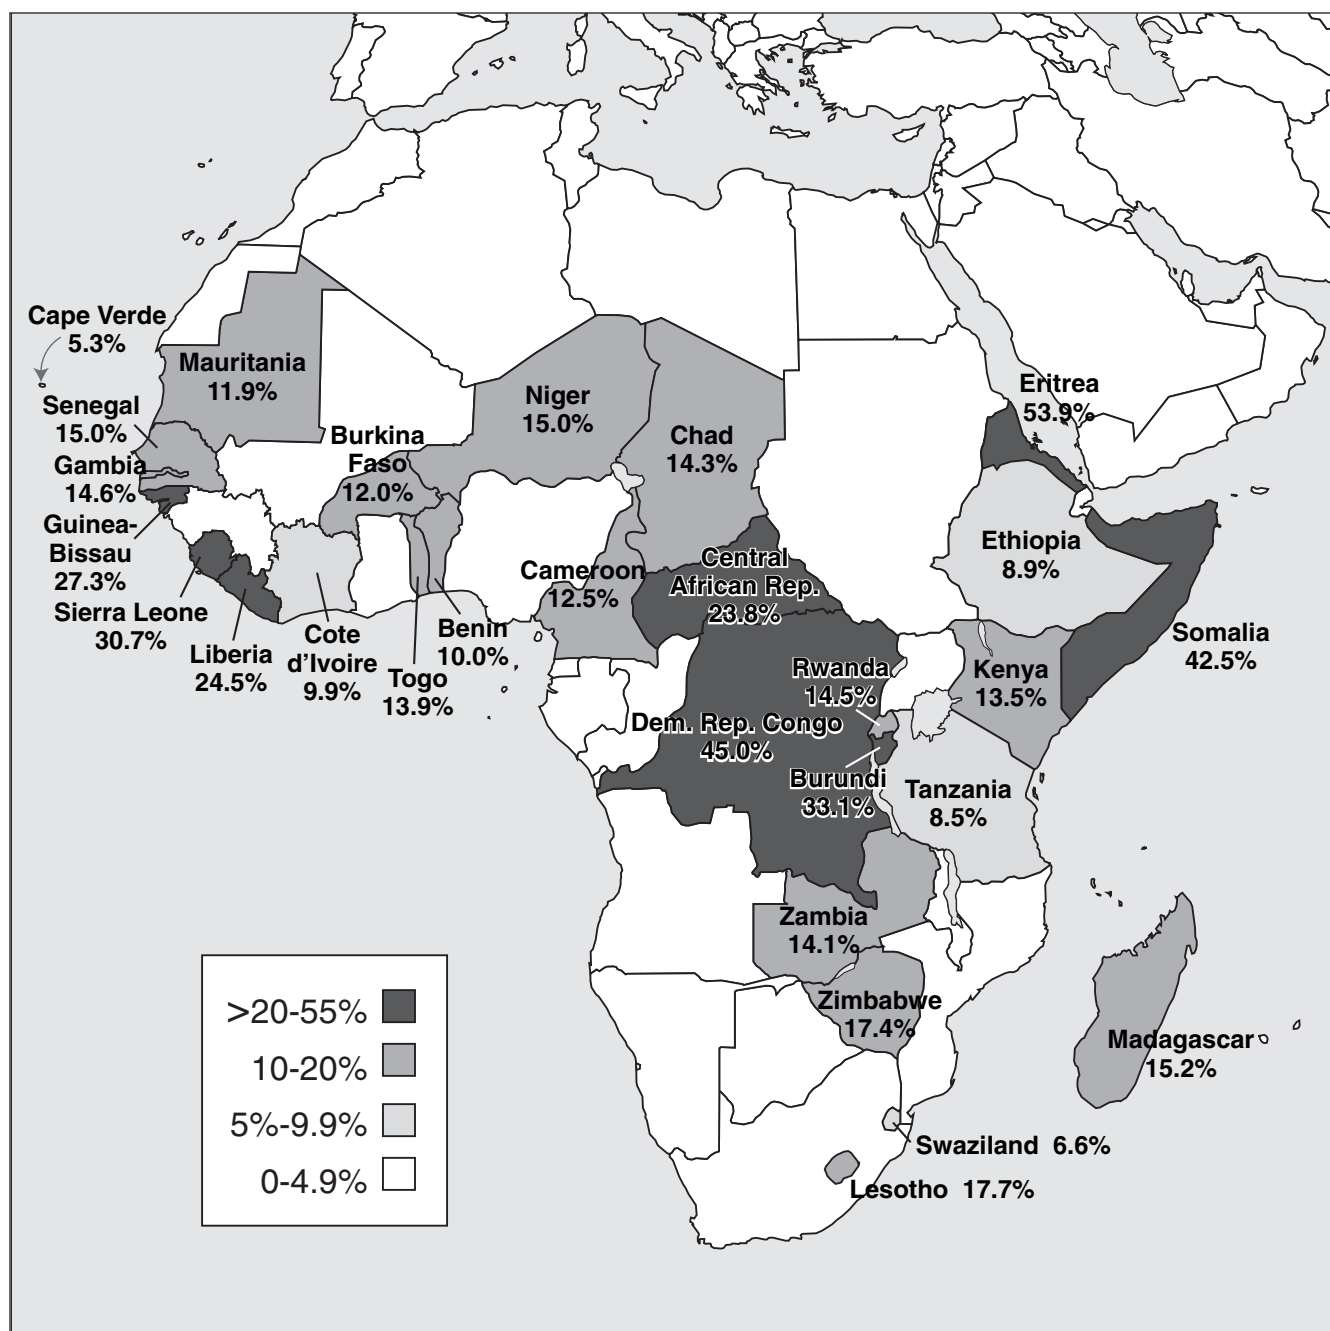 Cape Verde
5.3%
Mauritania
11.9%
Niger
15.0%
Eritrea
53.9%
Senegal
15.0%
Burkina
Faso
12.0%
Chad
14.3%
Gambia
14.6%
Guinea-
Bissau
27.3%
Ethiopia
8.9%
Cameroon
12.5%
Central
African Rep.
23.8%
Sierra Leone
30.7%
Liberia
24.5%
Cote
d’Ivoire
9.9%
Togo
13.9%
Benin
10.0%
Somalia
42.5%
Rwanda
14.5%
Kenya
13.5%
Dem. Rep. Congo
45.0%
Burundi
33.1%
Tanzania
8.5%
Zambia
14.1%
Zimbabwe
17.4%
Madagascar
15.2%
Swaziland 6.6%
Lesotho 17.7%
>20-55%
10-20%
5%-9.9%
0-4.9%